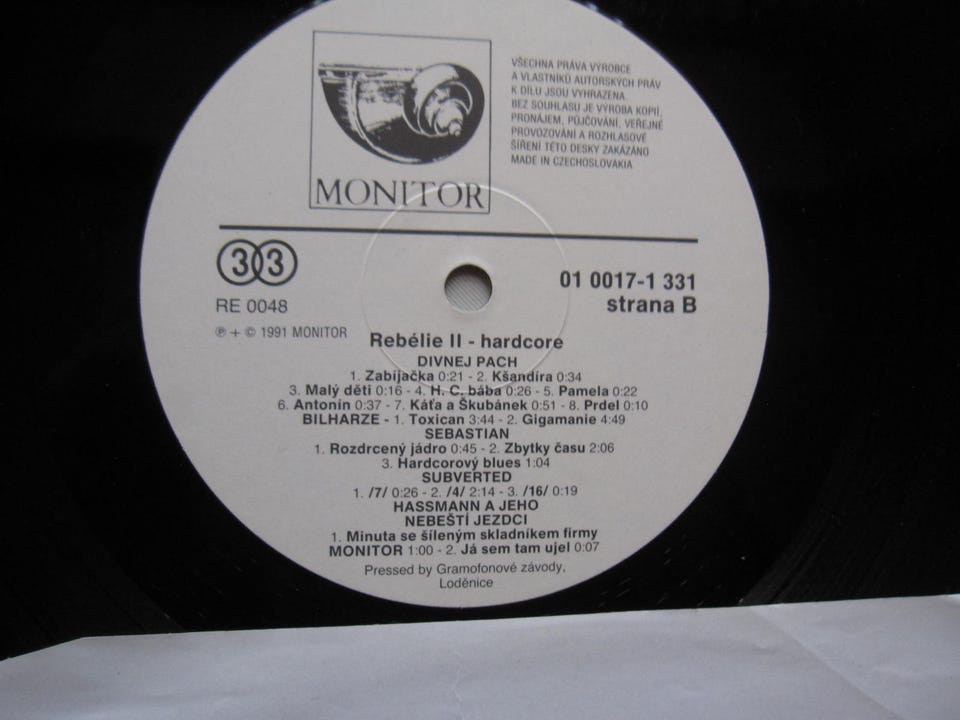 MONITOR
VŠECHNA PRÁVA VÝROBCE
A VLASTNÍKŮ AUTORSKÝCH PRÁV
K DÍLU JSOU VYHRAZENA.
BEZ SOUHLASU JE VÝROBA KOPIÍ,
PRONÁJEM, PŮJČOVÁNÍ, VEŘEJNÉ
PROVOZOVÁNÍ A ROZHLASOVÉ
ŠÍŘENÍ TÉTO DESKY ZAKÁZÁNO
MADE IN CZECHOSLOVAKIA
33
RE 0048
℗ + © 1991 MONITOR
01 0017-1 331
strana B
Rebélie II - hardcore
DIVNEJ PACH
1. Zabíjačka 0:21 - 2. Kšandíra 0:34
3. Malý děti 0:16 - 4. H. C. bába 0:26 - 5. Pamela 0:22
6. Antonín 0:37 - 7. Káťa a Škubánek 0:51 - 8. Prdel 0:10
BILHARZE - 1. Toxican 3:44 - 2. Gigamanie 4:49
SEBASTIAN
1. Rozdrcený jádro 0:45 - 2. Zbytky času 2:06
3. Hardcorový blues 1:04
SUBVERTED
1. /7/ 0:26 - 2. /4/ 2:14 - 3. /16/ 0:19
HASSMANN A JEHO
NEBEŠTÍ JEZDCI
1. Minuta se šíleným skladníkem firmy
MONITOR 1:00 - 2. Já sem tam ujel 0:07
Pressed by Gramofonové závody,
Loděnice